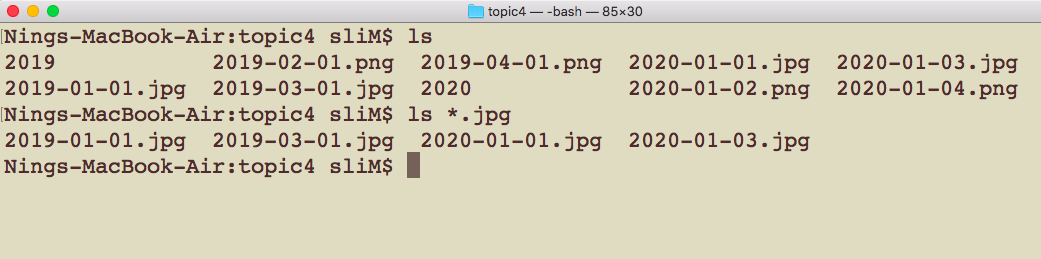 topic4 — -bash — 85×30
Nings-MacBook-Air:topic4 sliM$ ls
2019 2019-02-01.png 2019-04-01.png 2020-01-01.jpg 2020-01-03.jpg
2019-01-01.jpg 2019-03-01.jpg 2020 2020-01-02.png 2020-01-04.png
Nings-MacBook-Air:topic4 sliM$ ls *.jpg
2019-01-01.jpg 2019-03-01.jpg 2020-01-01.jpg 2020-01-03.jpg
Nings-MacBook-Air:topic4 sliM$